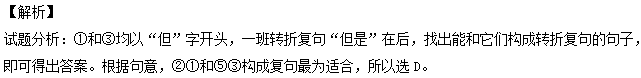 【解析】
试题分析：①和③均以“但”字开头，一班转折复句“但是”在后，找出能和它们构成转折复句的句子，
即可得出答案。根据句意，②①和⑤③构成复句最为适合，所以选 D。